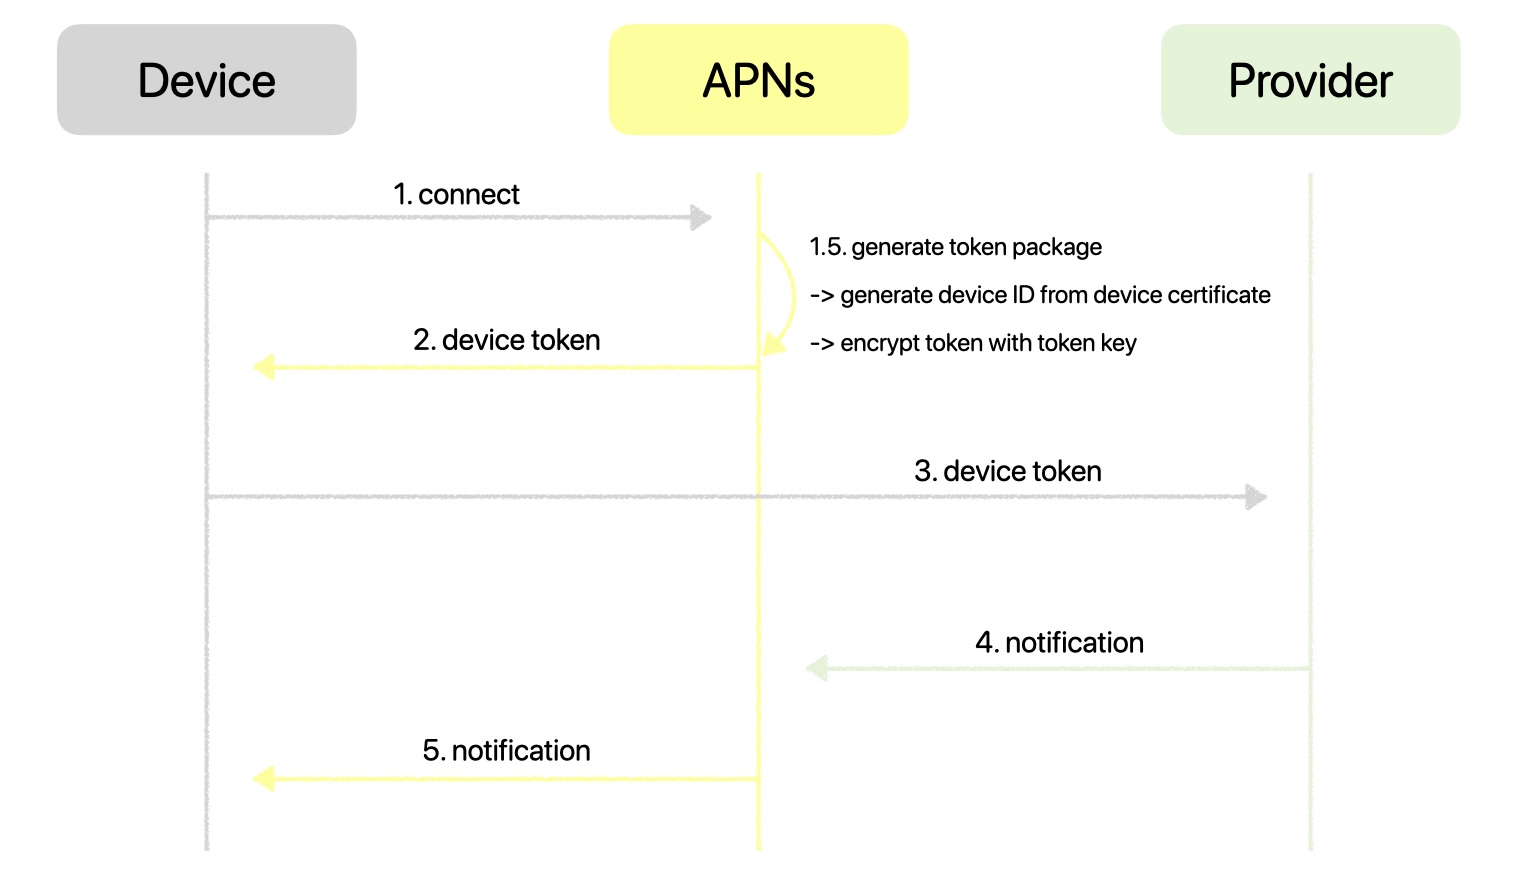 Device
APNs
Provider
1. connect
1.5. generate token package
-> generate device ID from device certificate
-> encrypt token with token key
2. device token
3. device token
4. notification
5. notification